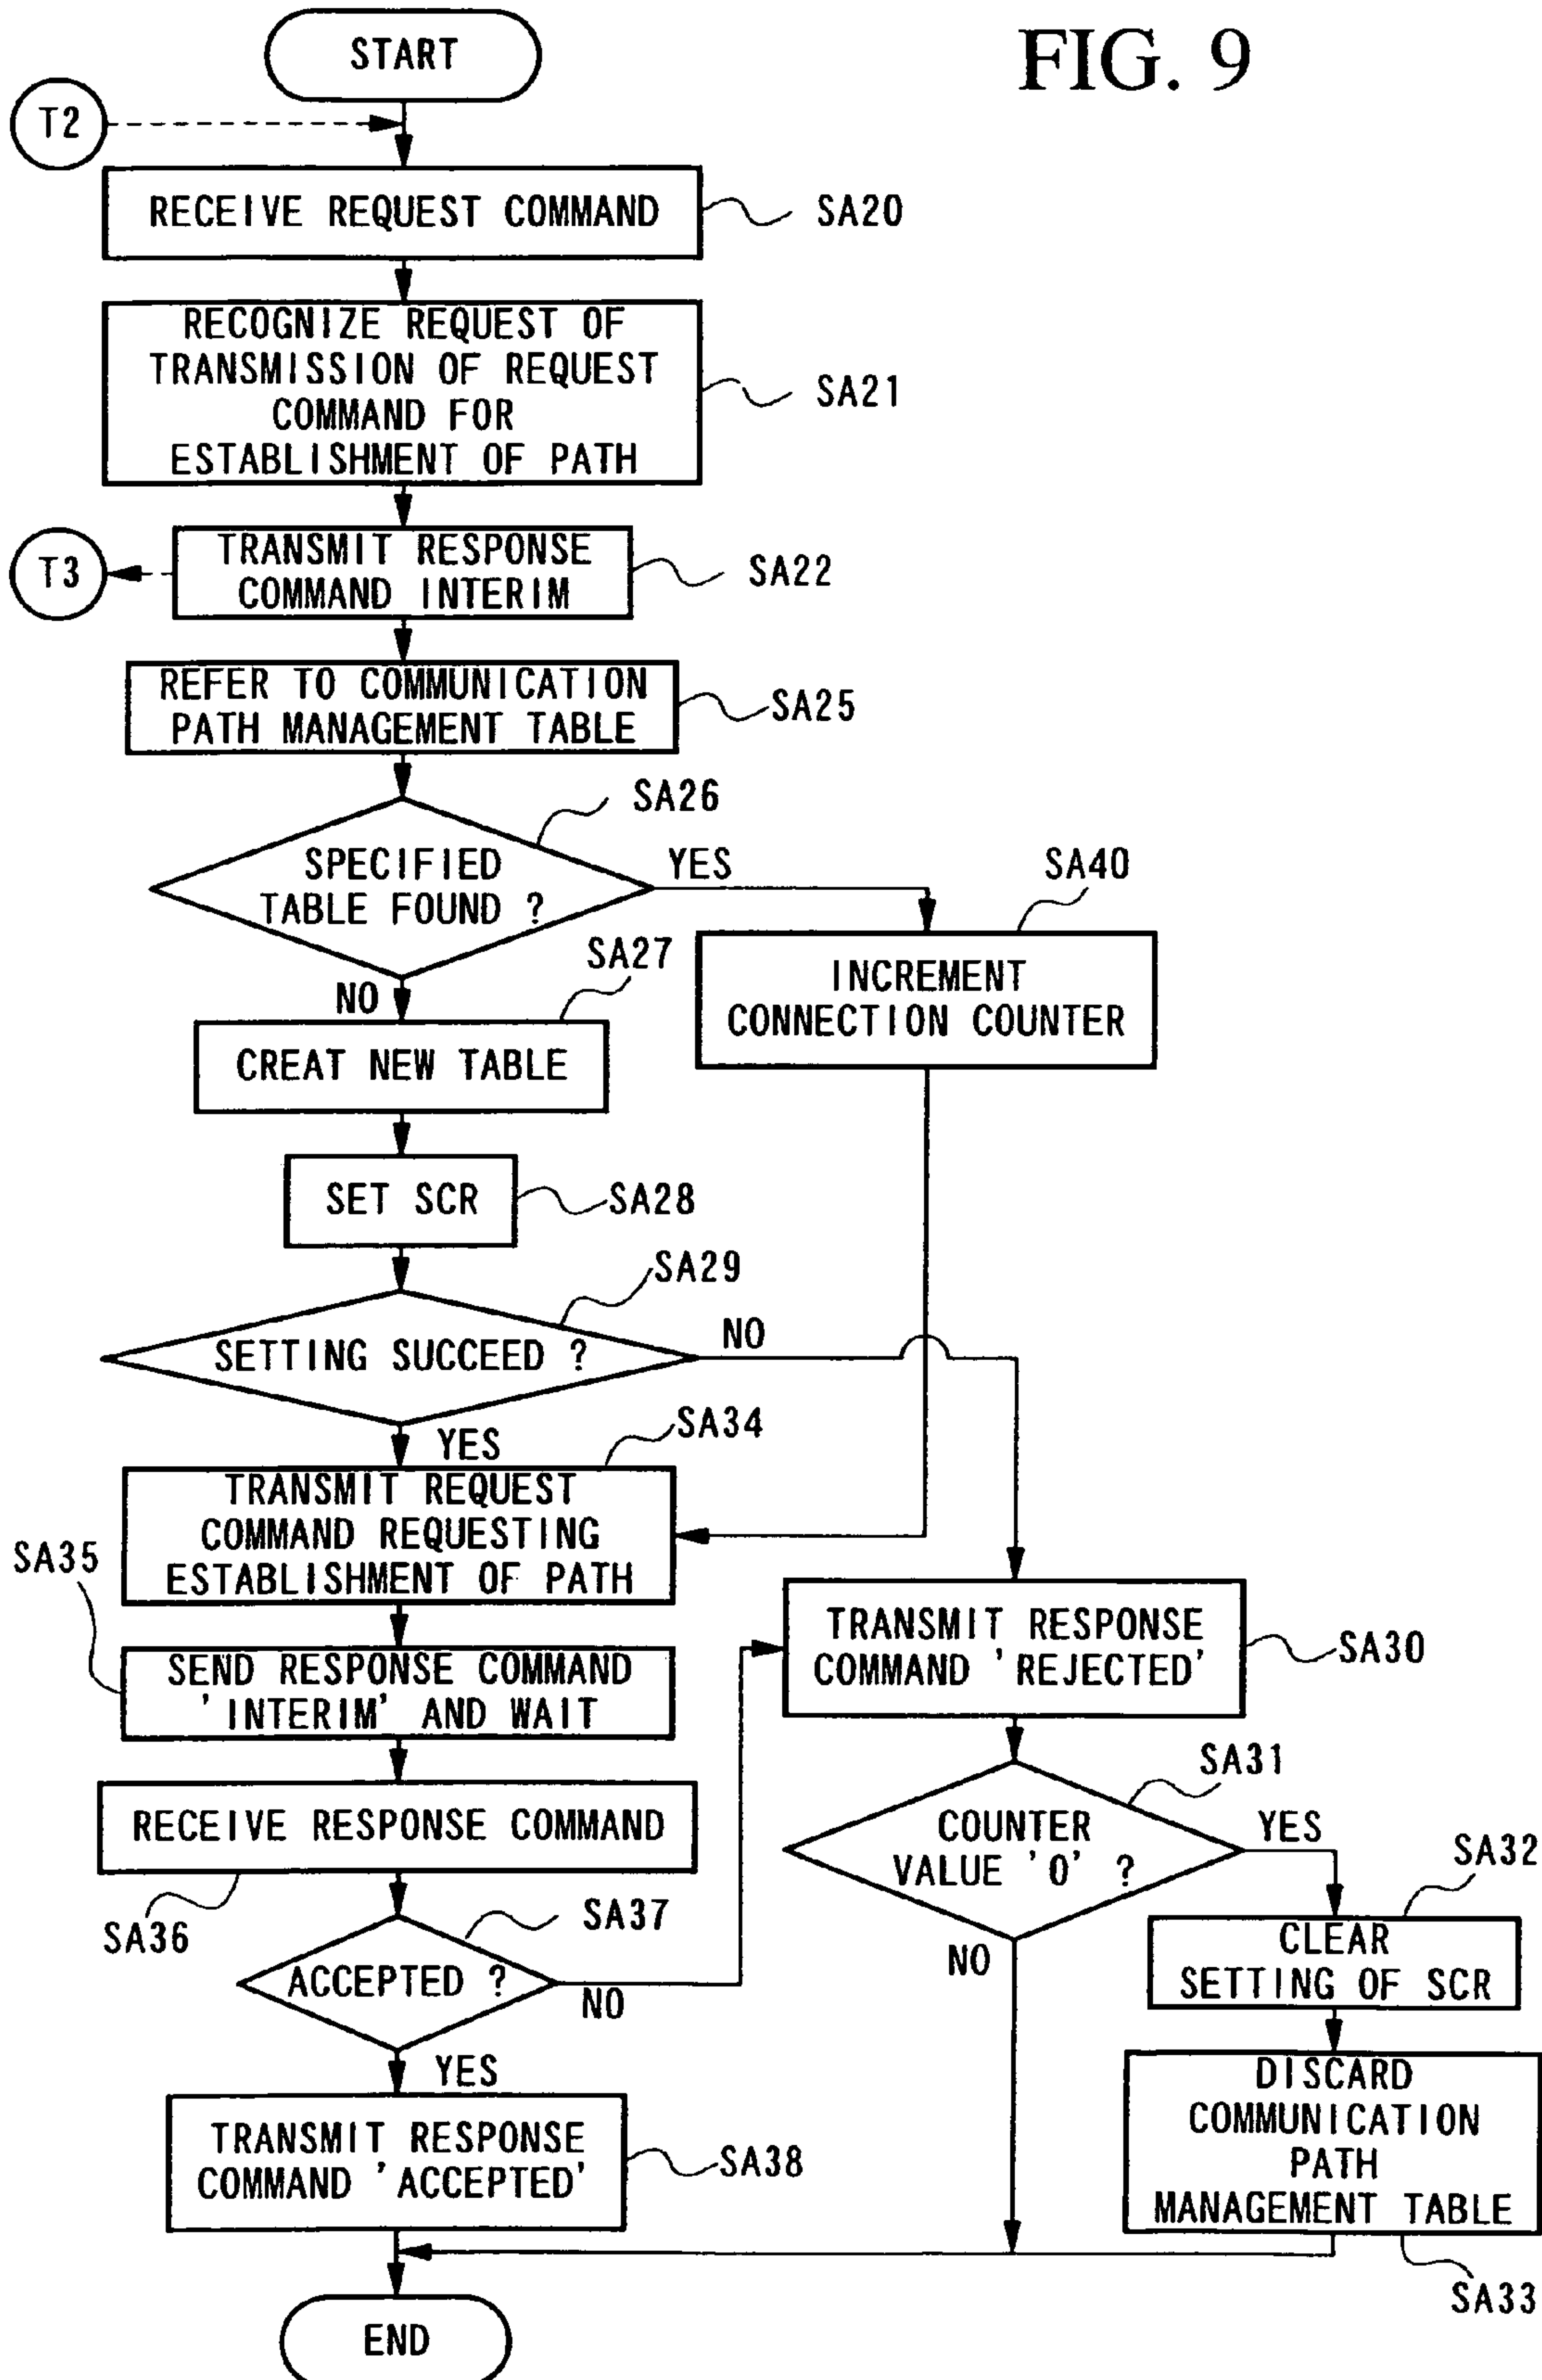 FIG. 9
START
T2
RECEIVE REQUEST COMMAND
SA20
RECOGNIZE REQUEST OF
TRANSMISSION OF REQUEST
COMMAND FOR
ESTABLISHMENT OF PATH
SA21
T3
TRANSMIT RESPONSE
COMMAND INTERIM
SA22
REFER TO COMMUNICATION
PATH MANAGEMENT TABLE
SA25
SA26
SPECIFIED
TABLE FOUND ?
YES
NO
SA40
INCREMENT
CONNECTION COUNTER
SA27
CREAT NEW TABLE
SET SCR
SA28
SA29
SETTING SUCCEED ?
NO
YES
SA34
TRANSMIT REQUEST
COMMAND REQUESTING
ESTABLISHMENT OF PATH
SA35
SEND RESPONSE COMMAND
'INTERIM' AND WAIT
TRANSMIT RESPONSE
COMMAND 'REJECTED'
SA30
RECEIVE RESPONSE COMMAND
SA36
SA31
COUNTER
VALUE '0' ?
YES
NO
SA32
CLEAR
SETTING OF SCR
SA37
ACCEPTED ?
NO
YES
DISCARD
COMMUNICATION
PATH
MANAGEMENT TABLE
SA33
TRANSMIT RESPONSE
COMMAND 'ACCEPTED'
SA38
END